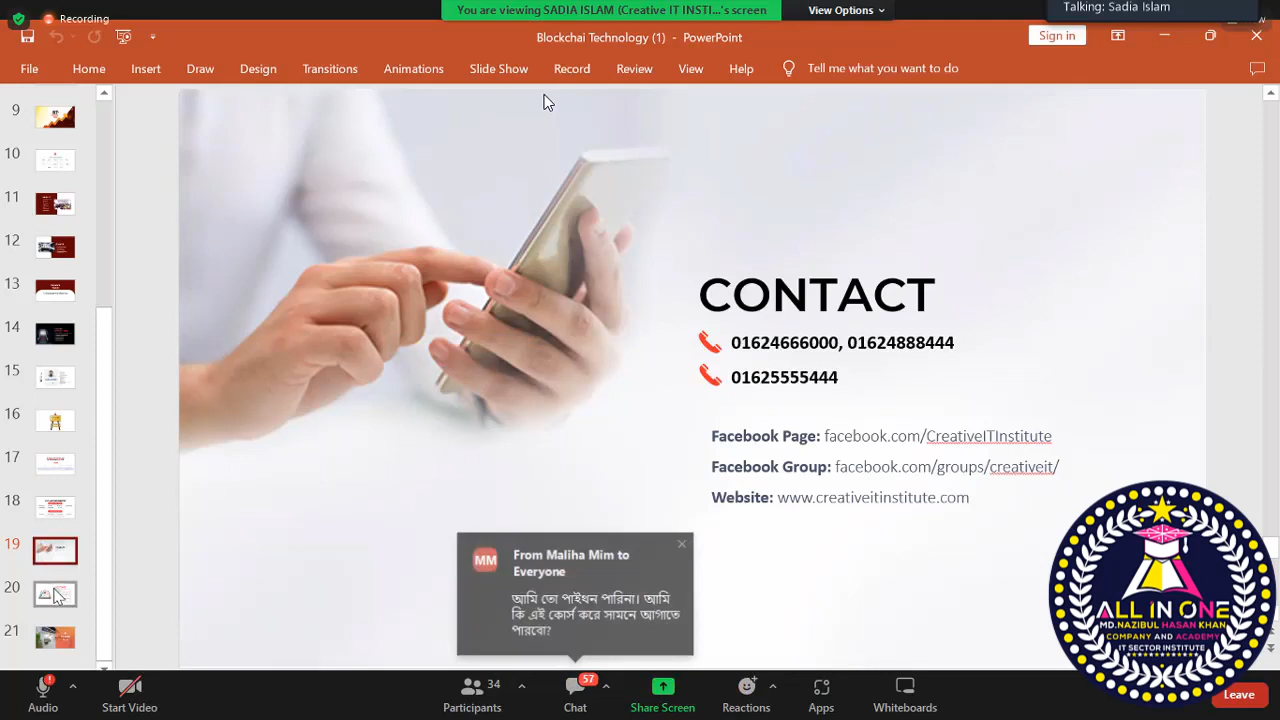 Recording
You are viewing SADIA ISLAM (Creative IT INSTI...'s screen
View Options
Talking: Sadia Islam
Blockchai Technology (1) - PowerPoint
Sign in
File
Home
Insert
Draw
Design
Transitions
Animations
Slide Show
Record
Review
View
Help
Tell me what you want to do
9
10
11
12
13
14
15
16
17
18
19
20
21
CONTACT
01624666000, 01624888444
01625555444
Facebook Page: facebook.com/CreativeITInstitute
Facebook Group: facebook.com/groups/creativeit/
Website: www.creativeitinstitute.com
MM
From Maliha Mim to
Everyone
আমি তো পাইধন পারিনা। আমি
কি এই কোর্স করে সামনে আগাতে
পারবো?
ALL IN ONE
MD.NAZIBUL HASAN KHAN
COMPANY AND ACADEMY
IT SECTOR INSTITUTE
Audio
Start Video
34
Participants
57
Chat
Share Screen
Reactions
Apps
Whiteboards
Leave